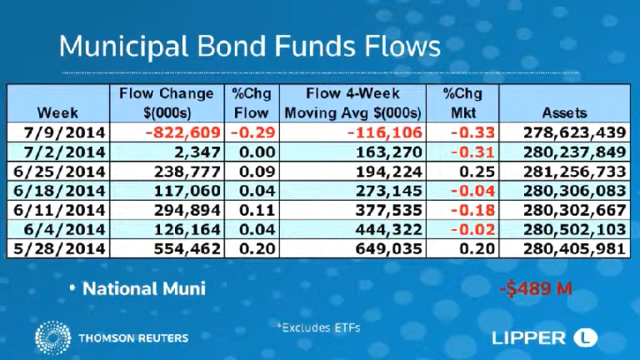 Municipal Bond Funds Flows
Week Flow Change $(000s) %Chg Flow Flow 4-Week Moving Avg $(000s) %Chg Mkt Assets
7/9/2014 -822,609 -0.29 -116,106 -0.33 278,623,439
7/2/2014 2,347 0.00 163,270 -0.31 280,237,849
6/25/2014 238,777 0.09 194,224 0.25 281,256,733
6/18/2014 117,060 0.04 273,145 -0.04 280,306,083
6/11/2014 294,894 0.11 377,535 -0.18 280,302,667
6/4/2014 126,164 0.04 444,322 -0.02 280,502,103
5/28/2014 554,462 0.20 649,035 0.20 280,405,981
• National Muni -$489 M
*Excludes ETFs
THOMSON REUTERS
LIPPER L